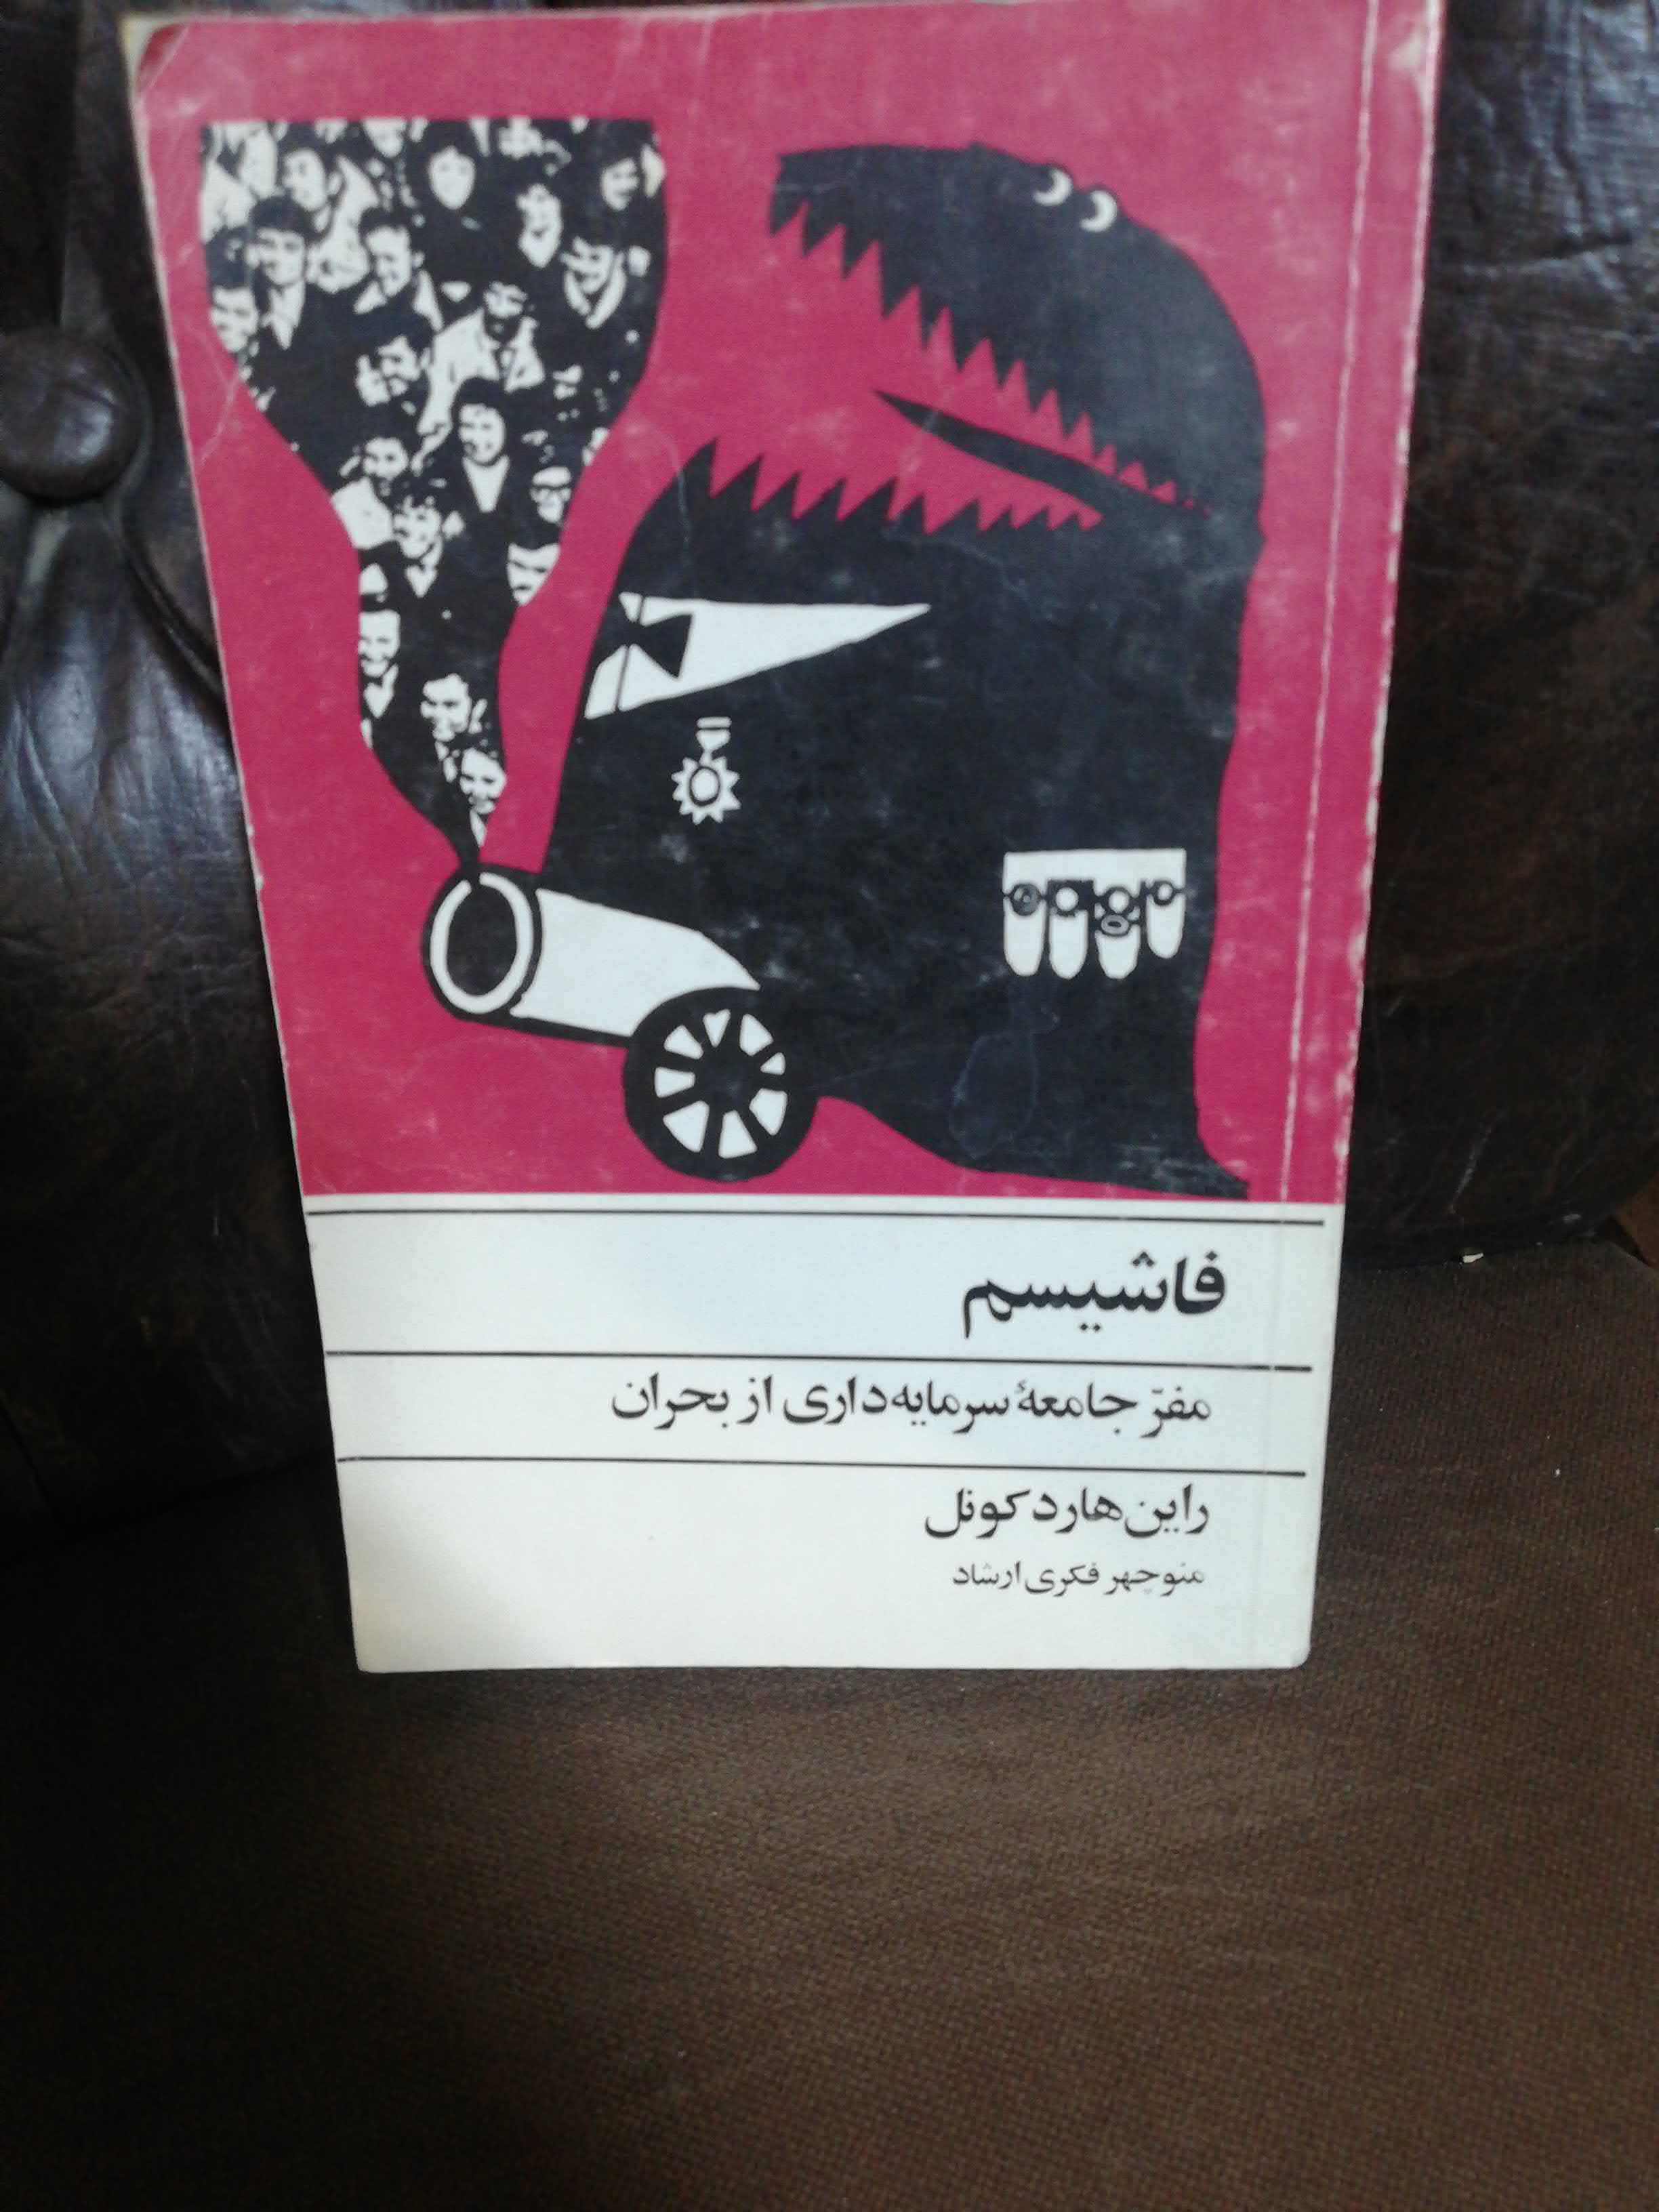 فاشیسم
مفرّ جامعهٔ سرمایه‌داری از بحران
راین‌هارد کونل
منوچهر فکری ارشاد